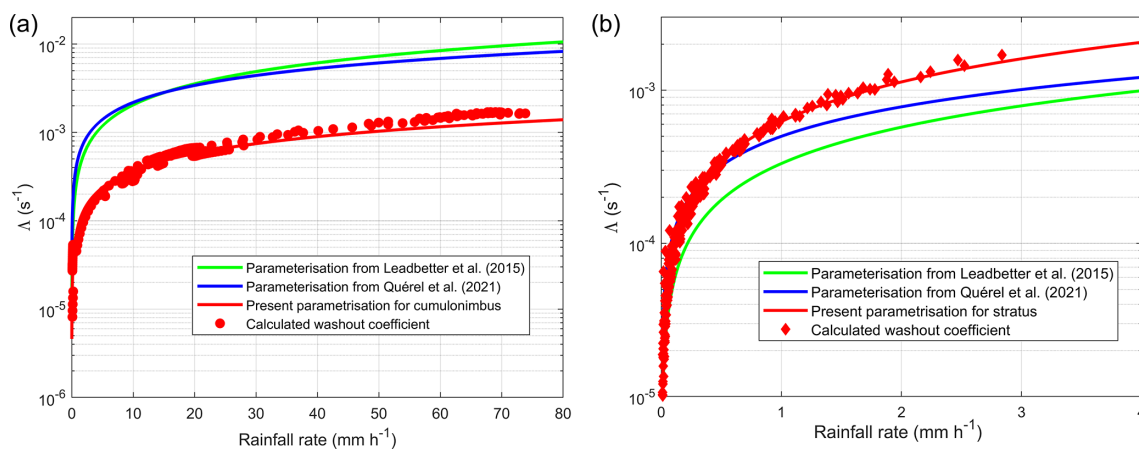 (a)
10⁻²
10⁻³
10⁻⁴
10⁻⁵
10⁻⁶
Λ (s⁻¹)
Parameterisation from Leadbetter et al. (2015)
Parameterisation from Quérel et al. (2021)
Present parametrisation for cumulonimbus
Calculated washout coefficient
0 10 20 30 40 50 60 70 80
Rainfall rate (mm h⁻¹)
(b)
10⁻³
10⁻⁴
10⁻⁵
Λ (s⁻¹)
Parameterisation from Leadbetter et al. (2015)
Parameterisation from Quérel et al. (2021)
Present parametrisation for stratus
Calculated washout coefficient
0 1 2 3 4
Rainfall rate (mm h⁻¹)